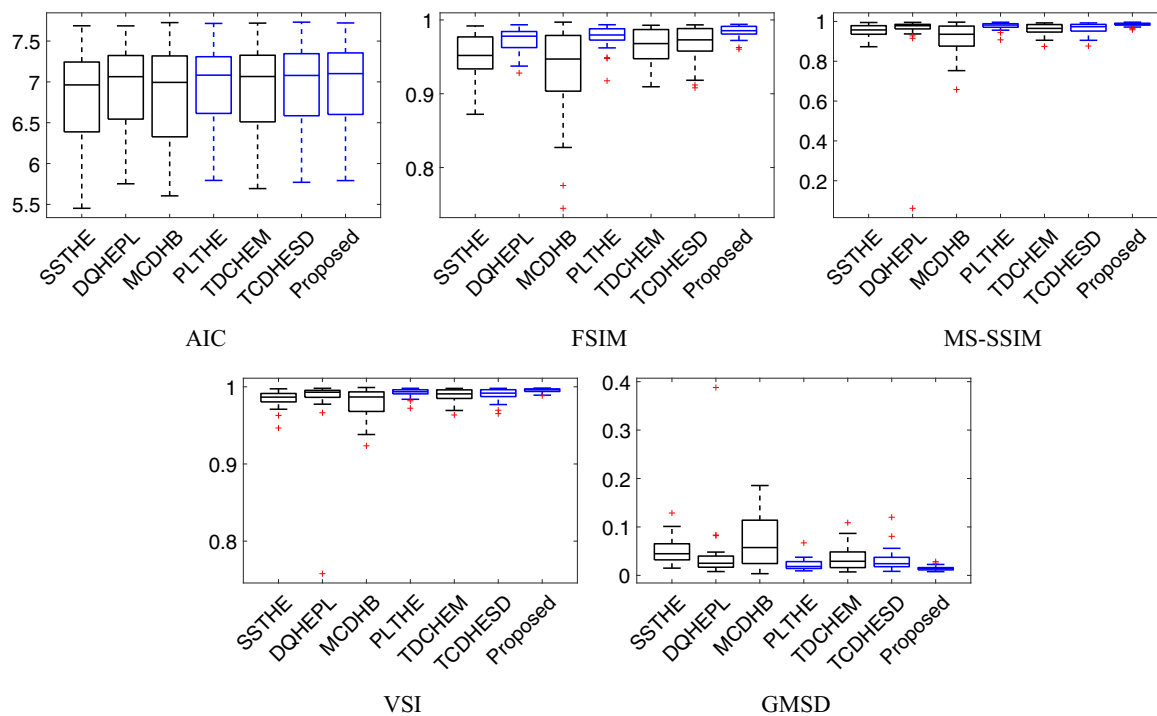 7.5
7
6.5
6
5.5
SSTHE
DQHEPL
MCDHB
PLTHE
TDCHEM
TCDHESD
Proposed
AIC
1
0.9
0.8
SSTHE
DQHEPL
MCDHB
PLTHE
TDCHEM
TCDHESD
Proposed
FSIM
1
0.8
0.6
0.4
0.2
SSTHE
DQHEPL
MCDHB
PLTHE
TDCHEM
TCDHESD
Proposed
MS-SSIM
1
0.9
0.8
SSTHE
DQHEPL
MCDHB
PLTHE
TDCHEM
TCDHESD
Proposed
VSI
0.4
0.3
0.2
0.1
0
SSTHE
DQHEPL
MCDHB
PLTHE
TDCHEM
TCDHESD
Proposed
GMSD